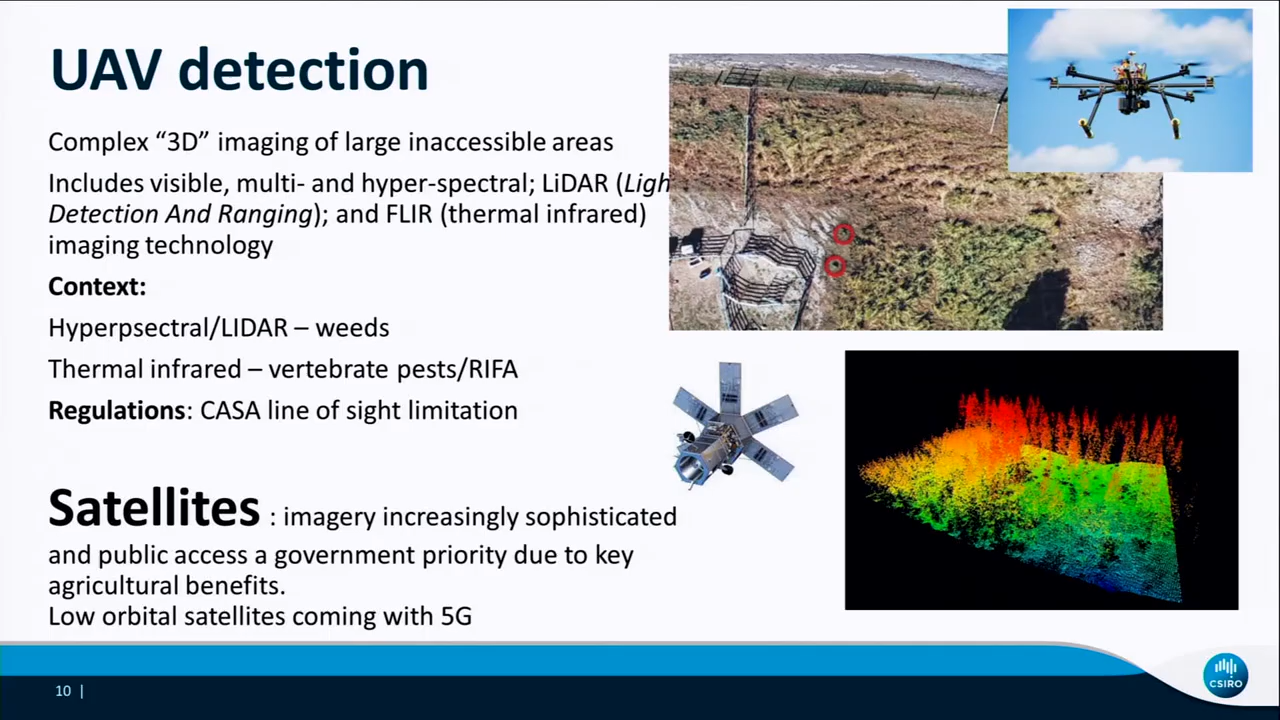 UAV detection
Complex “3D” imaging of large inaccessible areas
Includes visible, multi- and hyper-spectral; LiDAR (Ligh
Detection And Ranging); and FLIR (thermal infrared)
imaging technology
Context:
Hyperpsectral/LIDAR – weeds
Thermal infrared – vertebrate pests/RIFA
Regulations: CASA line of sight limitation
Satellites : imagery increasingly sophisticated
and public access a government priority due to key
agricultural benefits.
Low orbital satellites coming with 5G
10 |
CSIRO